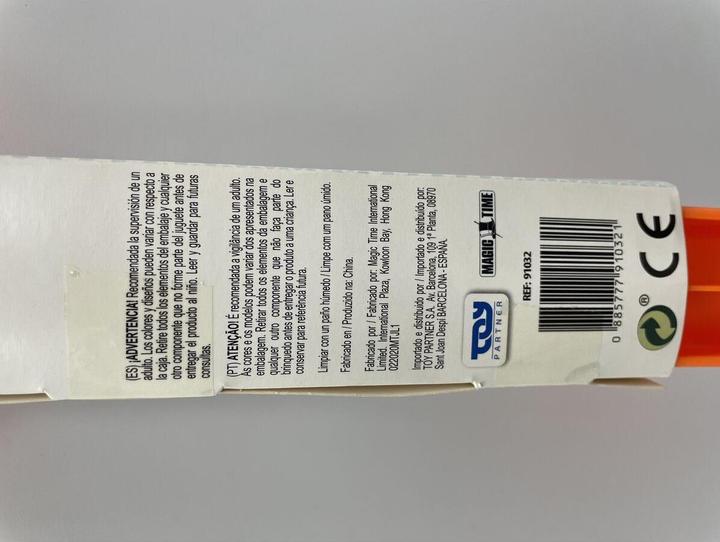 (ES) ¡ADVERTENCIA! Recomendada la supervisión de un
adulto. Los colores y diseños pueden variar con respecto a
la caja. Retire todos los elementos del embalaje y cualquier
otro componente que no forme parte del juguete antes de
entregar el producto al niño. Leer y guardar para futuras
consultas.
(PT) ATENÇÃO! É recomendada a vigilância de um adulto.
As cores e os modelos podem variar dos apresentados na
embalagem. Retirar todos os elementos da embalagem e
qualquer outro componente que não faça parte do
brinquedo antes de entregar o produto a uma criança. Ler e
conservar para referência futura.
Limpiar con un paño húmedo / Limpe com um pano úmido.
Fabricado en / Produzido na: China.
Fabricado por / Fabricado por: Magic Time International
Limited. International Plaza, Kowloon Bay, Hong Kong
022020/MTJL1
Importado e distribuido por / Importado e distribuido por:
TOY PARTNER S.A. Av. Barcelona, 109 1ª Planta, 08970
Sant Joan Despí BARCELONA - ESPAÑA
TOY
PARTNER
MAGIC TIME
REF: 91032
0 885777 910321
®
CE